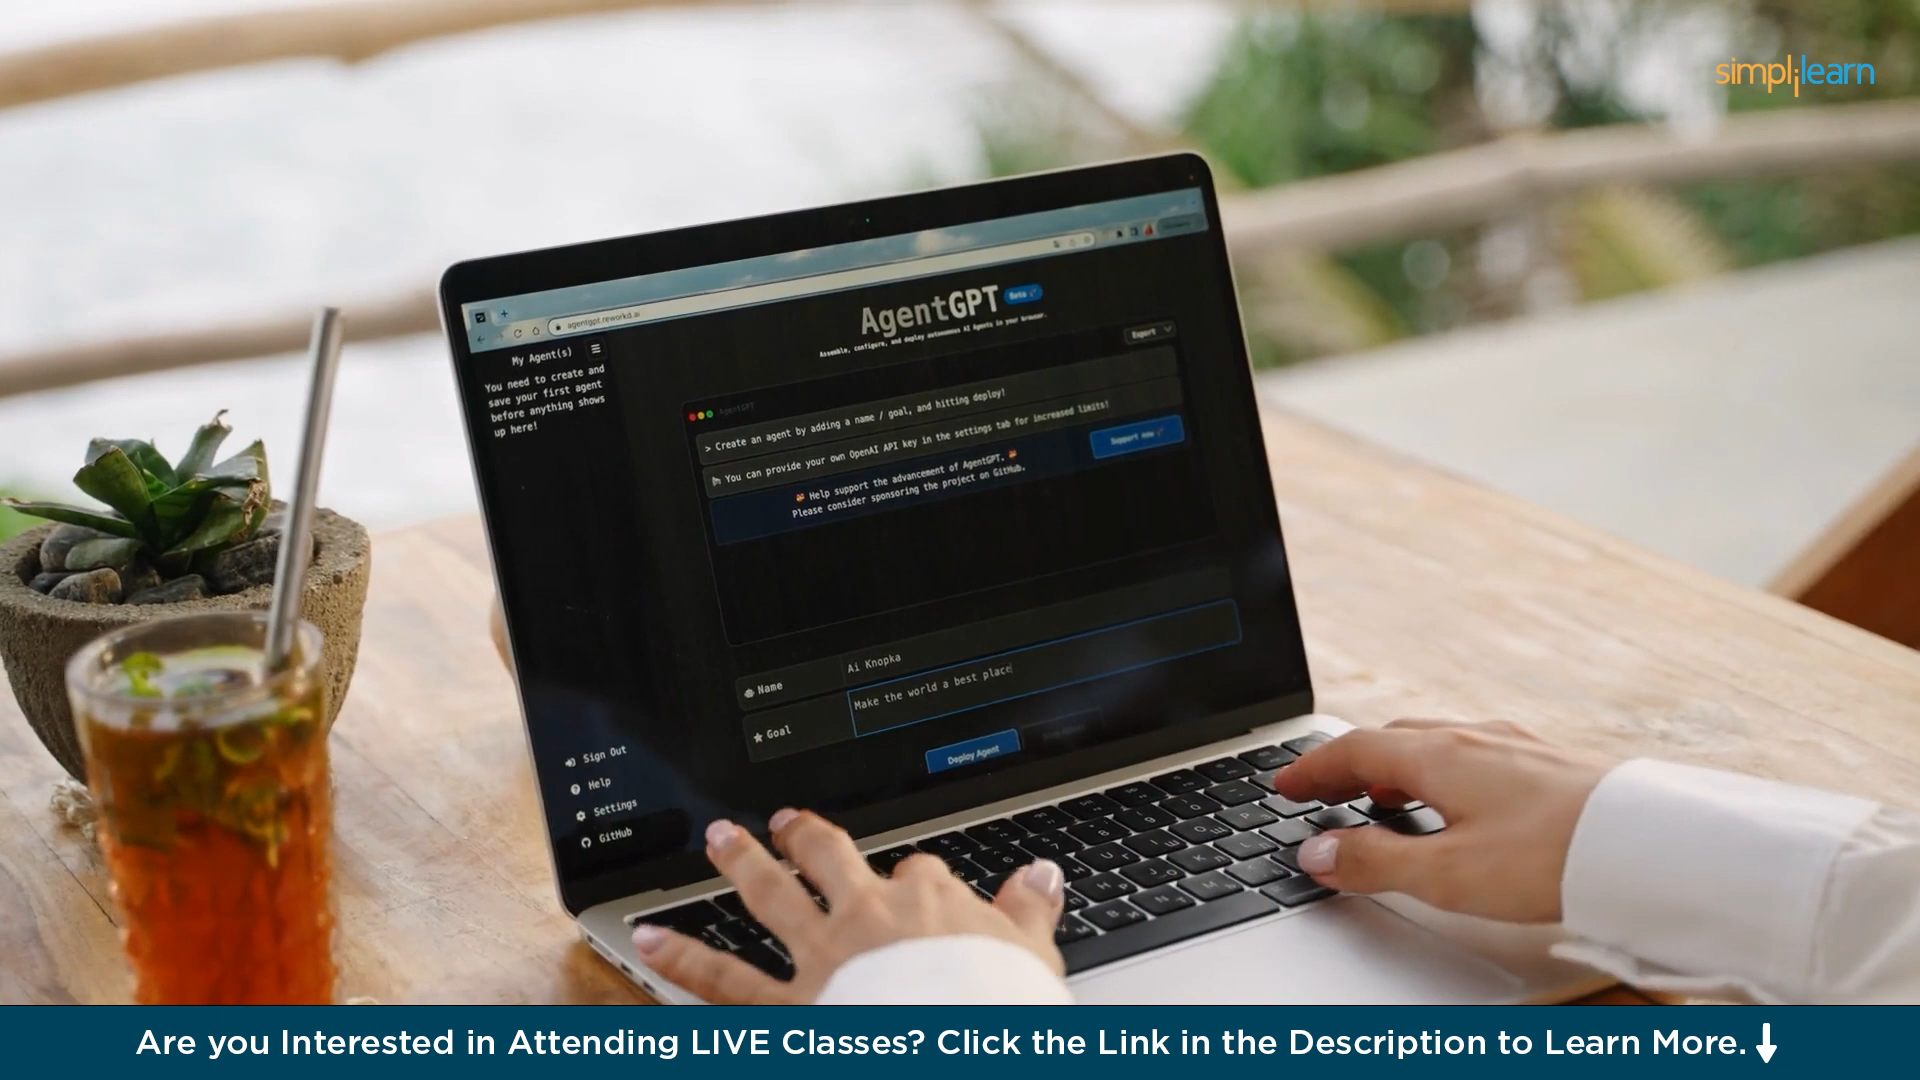 simplilearn
agentgpt.reworkd.ai
AgentGPT
Beta
Assemble, configure, and deploy autonomous AI Agents in your browser.
My Agent(s)
You need to create and
save your first agent
before anything shows
up here!
Export
AgentGPT
> Create an agent by adding a name / goal, and hitting deploy!
You can provide your own OpenAI API key in the settings tab for increased limits!
Help support the advancement of AgentGPT.
Please consider sponsoring the project on GitHub.
Support now
Name
Ai Knopka
Goal
Make the world a best place
Deploy Agent
Sign Out
Help
Settings
GitHub
Are you Interested in Attending LIVE Classes? Click the Link in the Description to Learn More.